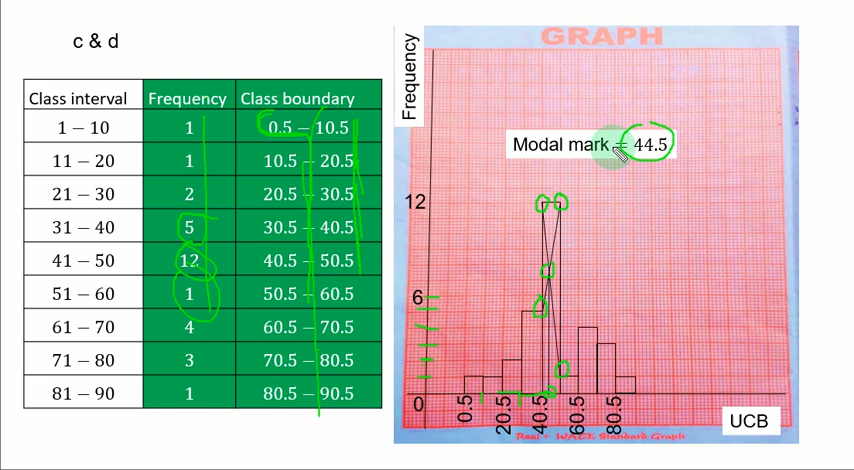 c & d
Class interval Frequency Class boundary
1 – 10 1 0.5 – 10.5
11 – 20 1 10.5 – 20.5
21 – 30 2 20.5 – 30.5
31 – 40 5 30.5 – 40.5
41 – 50 12 40.5 – 50.5
51 – 60 1 50.5 – 60.5
61 – 70 4 60.5 – 70.5
71 – 80 3 70.5 – 80.5
81 – 90 1 80.5 – 90.5
GRAPH
Frequency
Modal mark = 44.5
12
6
0
0.5 20.5 40.5 60.5 80.5
UCB
Real + WACE Standard Graph